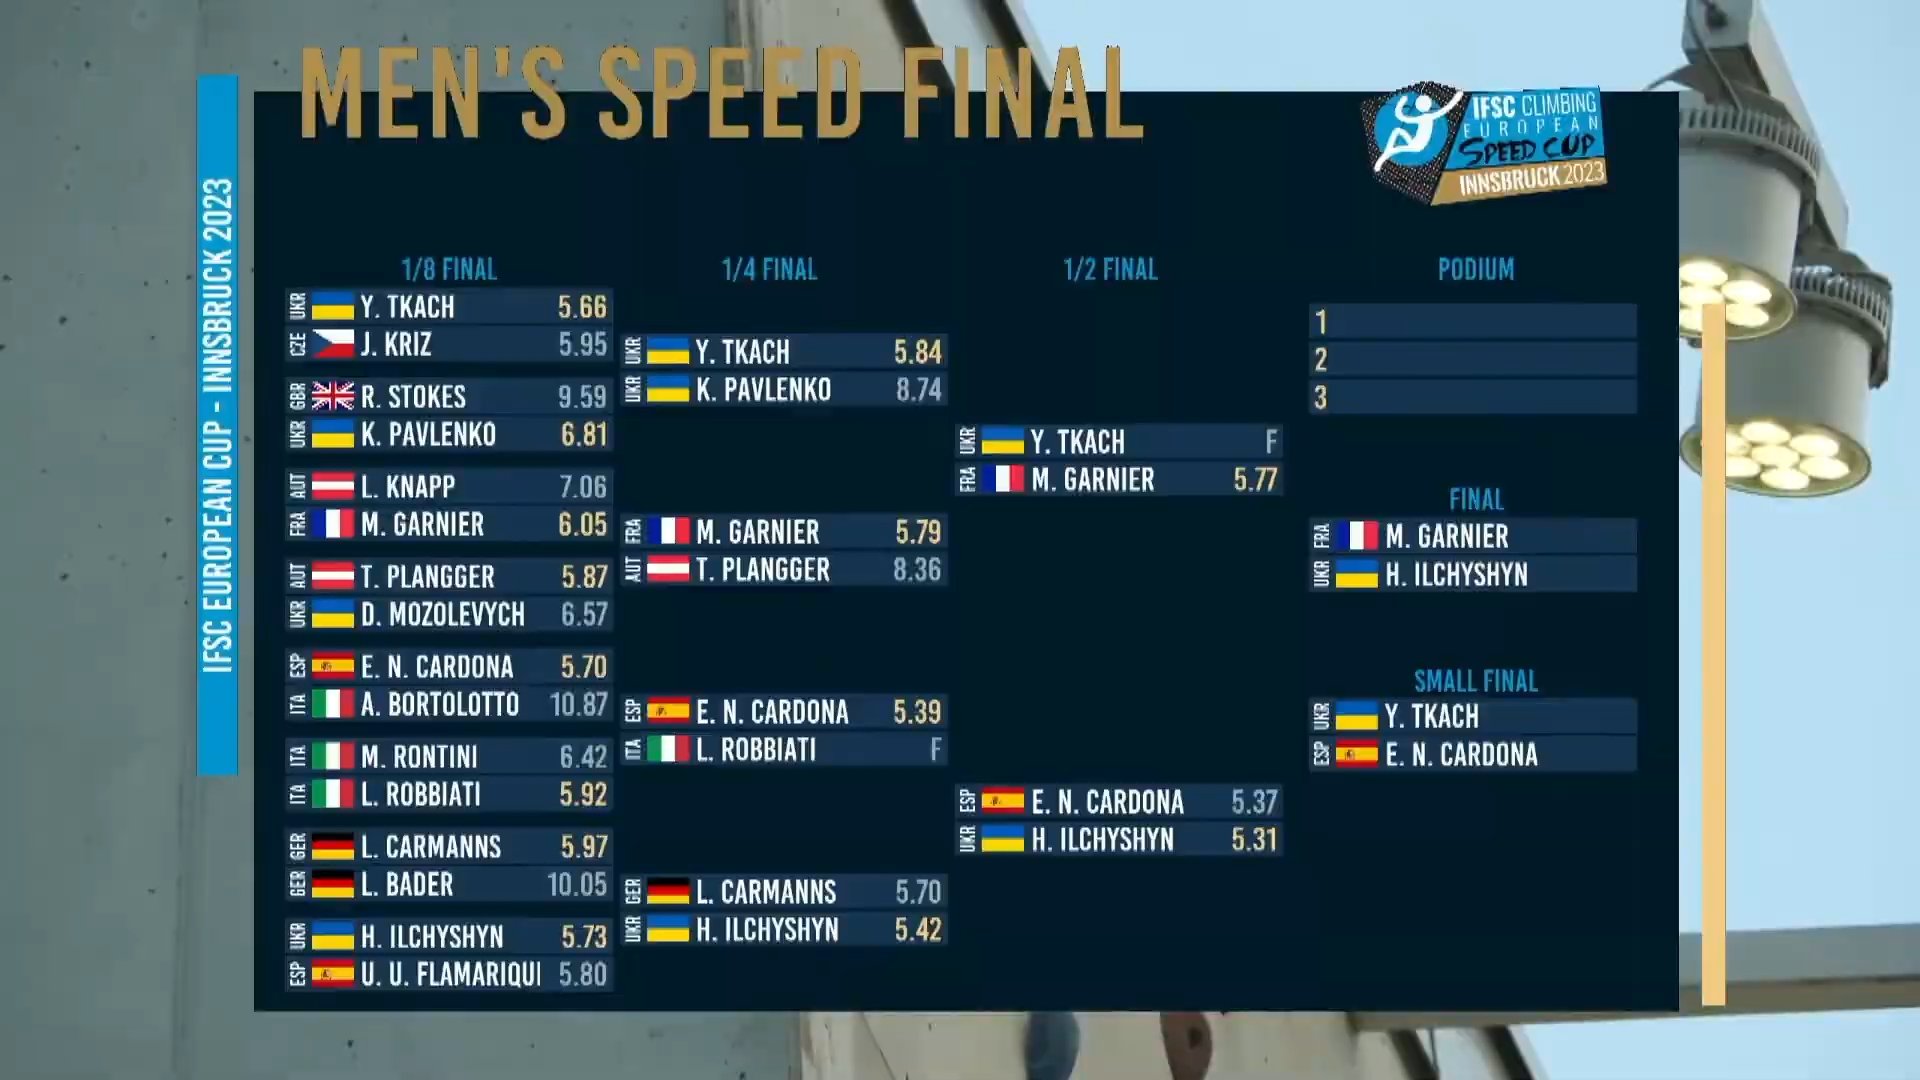 MEN'S SPEED FINAL
IFSC CLIMBING
EUROPEAN
SPEED CUP
INNSBRUCK 2023
IFSC EUROPEAN CUP - INNSBRUCK 2023
1/8 FINAL
UKR Y. TKACH 5.66
CZE J. KRIZ 5.95
GBR R. STOKES 9.59
UKR K. PAVLENKO 6.81
AUT L. KNAPP 7.06
FRA M. GARNIER 6.05
AUT T. PLANGGER 5.87
UKR D. MOZOLEVYCH 6.57
ESP E. N. CARDONA 5.70
ITA A. BORTOLOTTO 10.87
ITA M. RONTINI 6.42
ITA L. ROBBIATI 5.92
GER L. CARMANNS 5.97
GER L. BADER 10.05
UKR H. ILCHYSHYN 5.73
ESP U. U. FLAMARIQUI 5.80
1/4 FINAL
UKR Y. TKACH 5.84
UKR K. PAVLENKO 8.74
FRA M. GARNIER 5.79
AUT T. PLANGGER 8.36
ESP E. N. CARDONA 5.39
ITA L. ROBBIATI F
GER L. CARMANNS 5.70
UKR H. ILCHYSHYN 5.42
1/2 FINAL
UKR Y. TKACH F
FRA M. GARNIER 5.77
ESP E. N. CARDONA 5.37
UKR H. ILCHYSHYN 5.31
PODIUM
1
2
3
FINAL
FRA M. GARNIER
UKR H. ILCHYSHYN
SMALL FINAL
UKR Y. TKACH
ESP E. N. CARDONA